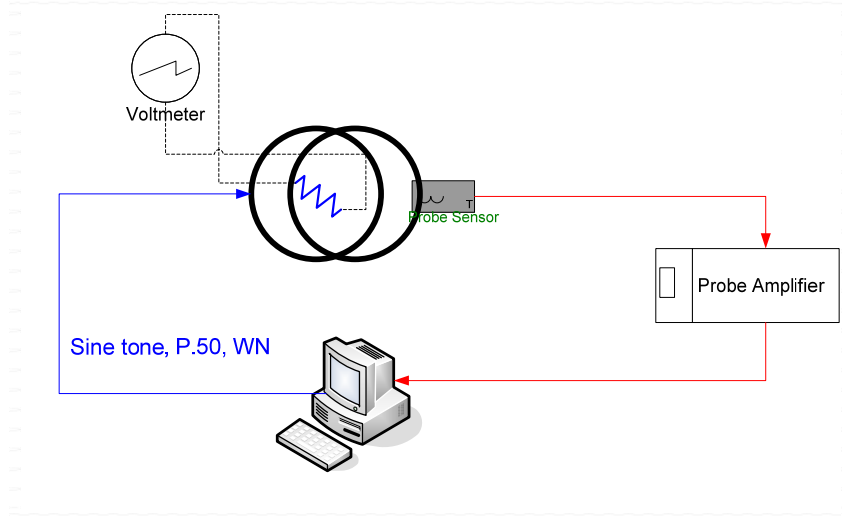 Voltmeter
T
Probe Sensor
Probe Amplifier
Sine tone, P.50, WN